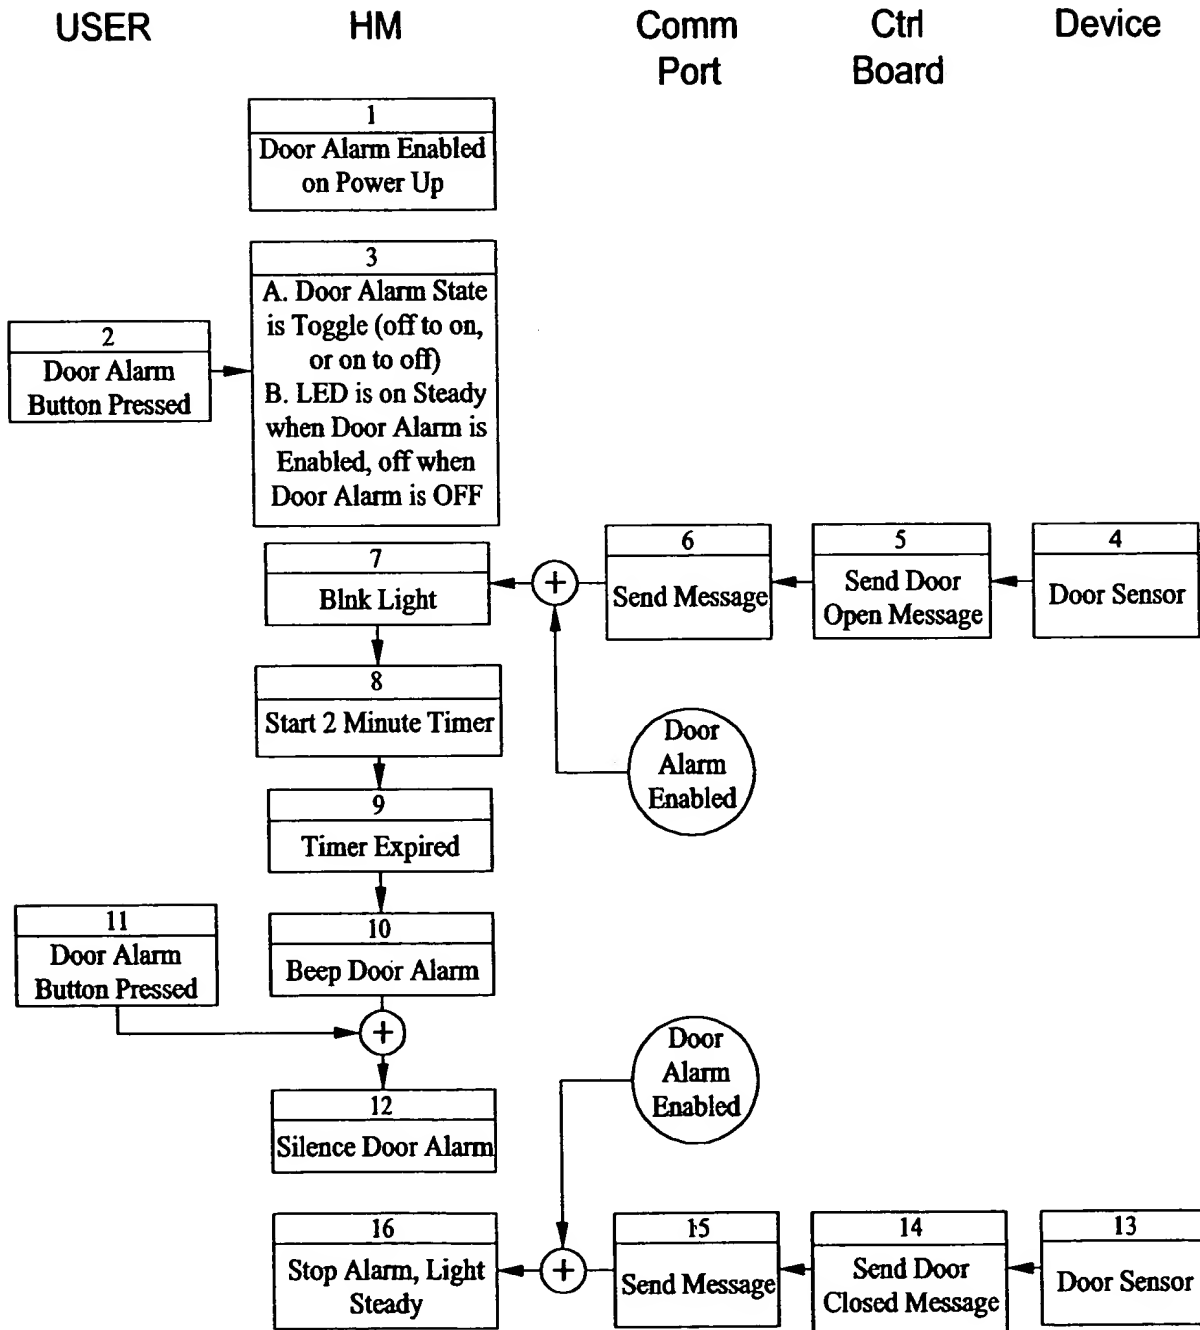 USER
HM
Comm
Port
Ctrl
Board
Device
1
Door Alarm Enabled
on Power Up
2
Door Alarm
Button Pressed
3
A. Door Alarm State
is Toggle (off to on,
or on to off)
B. LED is on Steady
when Door Alarm is
Enabled, off when
Door Alarm is OFF
4
Door Sensor
5
Send Door
Open Message
6
Send Message
+
7
Blnk Light
Door
Alarm
Enabled
8
Start 2 Minute Timer
9
Timer Expired
10
Beep Door Alarm
11
Door Alarm
Button Pressed
+
12
Silence Door Alarm
Door
Alarm
Enabled
13
Door Sensor
14
Send Door
Closed Message
15
Send Message
+
16
Stop Alarm, Light
Steady